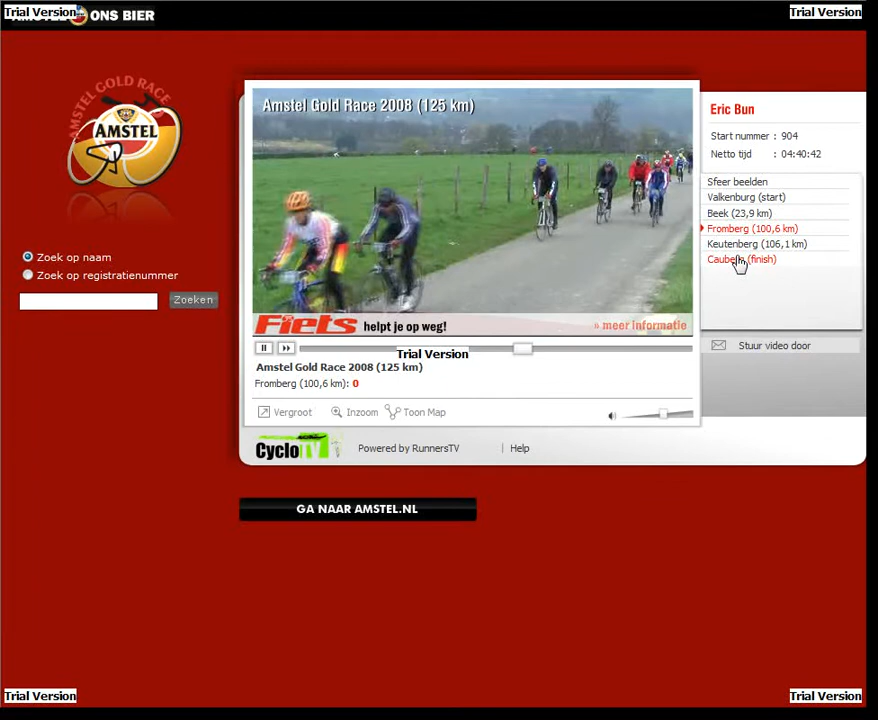 Trial Version
ONS BIER
Trial Version
AMSTEL GOLD RACE
AMSTEL
Amstel Gold Race 2008 (125 km)
Eric Bun
Start nummer : 904
Netto tijd : 04:40:42
Sfeer beelden
Valkenburg (start)
Beek (23,9 km)
Fromberg (100,6 km)
Keutenberg (106,1 km)
(finish)
Zoek op naam
Zoek op registratienummer
Zoeken
Fiets helpt je op weg!
» meer informatie
Trial Version
Stuur video door
Amstel Gold Race 2008 (125 km)
Fromberg (100,6 km): 0
Vergroot
Inzoom
Toon Map
CycloTV
Powered by RunnersTV
| Help
GA NAAR AMSTEL.NL
Trial Version
Trial Version